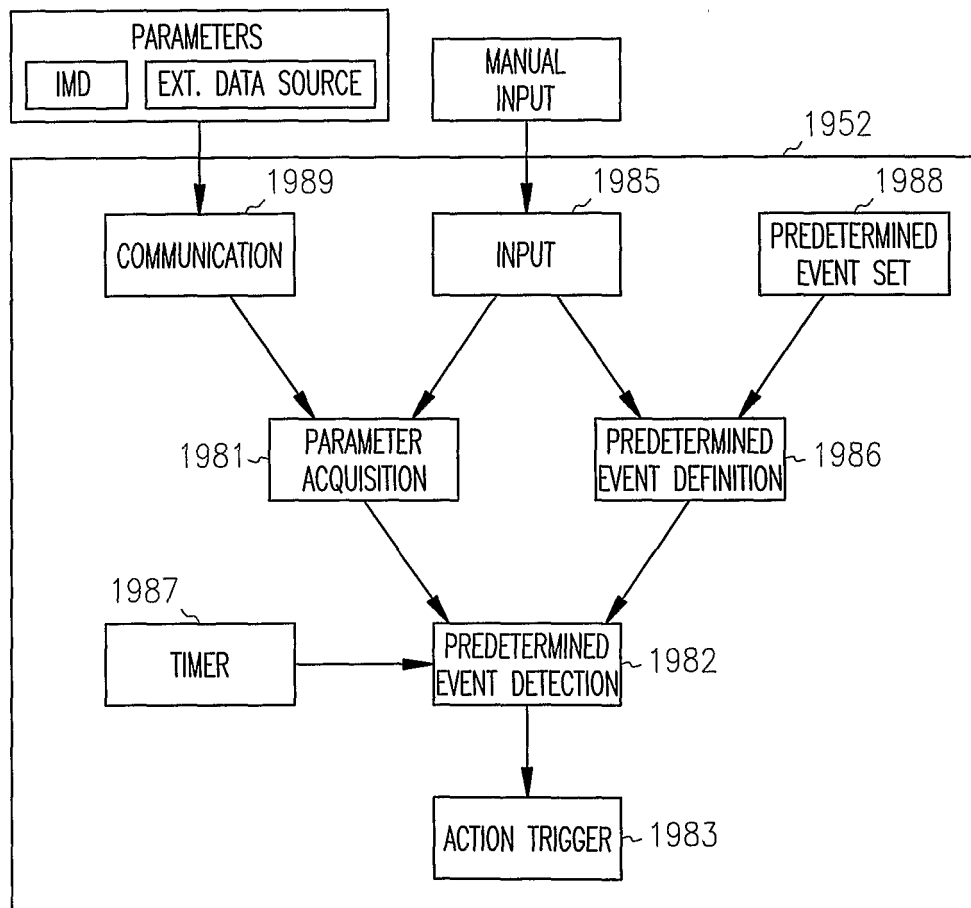 PARAMETERS
IMD
EXT. DATA SOURCE
MANUAL
INPUT
1952
1989
1985
1988
COMMUNICATION
INPUT
PREDETERMINED
EVENT SET
1981
PARAMETER
ACQUISITION
PREDETERMINED
EVENT DEFINITION
1986
1987
TIMER
PREDETERMINED
EVENT DETECTION
1982
ACTION TRIGGER
1983